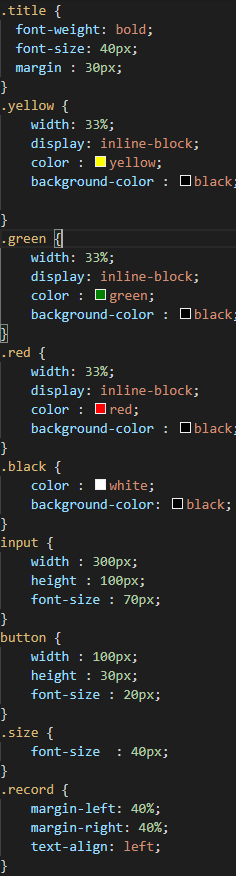 .title {
  font-weight: bold;
  font-size: 40px;
  margin : 30px;
}
.yellow {
    width: 33%;
    display: inline-block;
    color : yellow;
    background-color : black;

}
.green {
    width: 33%;
    display: inline-block;
    color : green;
    background-color : black;
}
.red {
    width: 33%;
    display: inline-block;
    color : red;
    background-color : black;
}
.black {
    color : white;
    background-color: black;
}
input {
    width : 300px;
    height : 100px;
    font-size : 70px;
}
button {
    width : 100px;
    height : 30px;
    font-size : 20px;
}
.size {
    font-size  : 40px;
}
.record {
    margin-left: 40%;
    margin-right: 40%;
    text-align: left;
}